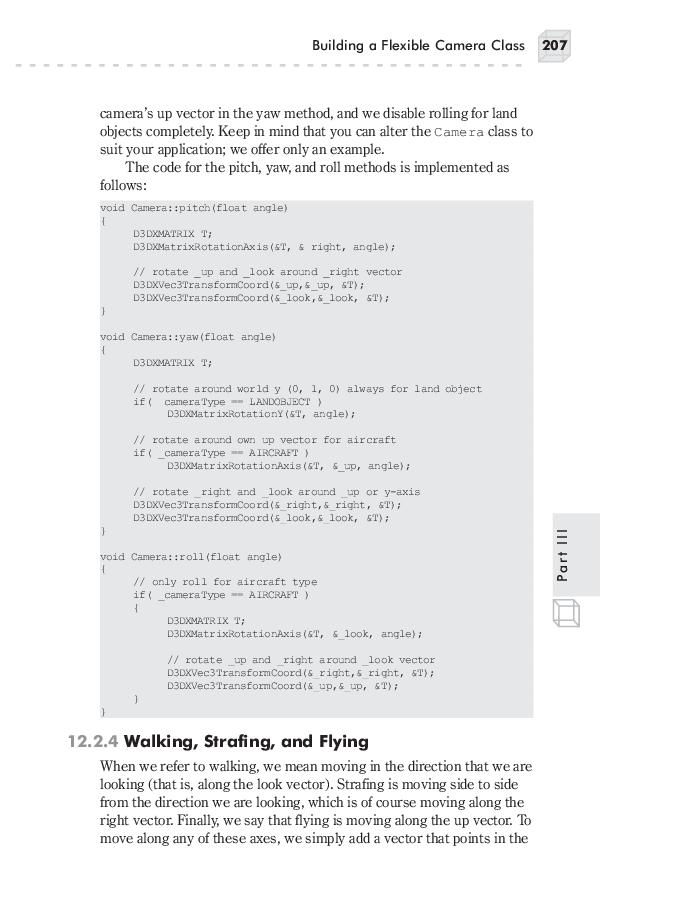 Building a Flexible Camera Class 207
camera's up vector in the yaw method, and we disable rolling for land
objects completely. Keep in mind that you can alter the Camera class to
suit your application; we offer only an example.
The code for the pitch, yaw, and roll methods is implemented as
follows:
void Camera::pitch(float angle)
{
D3DXMATRIX T;
D3DXMatrixRotationAxis(&T, & right, angle);
// rotate _up and _look around _right vector
D3DXVec3TransformCoord(&_up,&_up, &T);
D3DXVec3TransformCoord(&_look,&_look, &T);
}
void Camera::yaw(float angle)
{
D3DXMATRIX T;
// rotate around world y (0, 1, 0) always for land object
if( cameraType == LANDOBJECT )
D3DXMatrixRotationY(&T, angle);
// rotate around own up vector for aircraft
if( _cameraType == AIRCRAFT )
D3DXMatrixRotationAxis(&T, &_up, angle);
// rotate _right and _look around _up or y-axis
D3DXVec3TransformCoord(&_right,&_right, &T);
D3DXVec3TransformCoord(&_look,&_look, &T);
}
void Camera::roll(float angle)
{
// only roll for aircraft type
if( _cameraType == AIRCRAFT )
{
D3DXMATRIX T;
D3DXMatrixRotationAxis(&T, &_look, angle);
// rotate _up and _right around _look vector
D3DXVec3TransformCoord(&_right,&_right, &T);
D3DXVec3TransformCoord(&_up,&_up, &T);
}
}
Part III
12.2.4 Walking, Strafing, and Flying
When we refer to walking, we mean moving in the direction that we are
looking (that is, along the look vector). Strafing is moving side to side
from the direction we are looking, which is of course moving along the
right vector. Finally, we say that flying is moving along the up vector. To
move along any of these axes, we simply add a vector that points in the